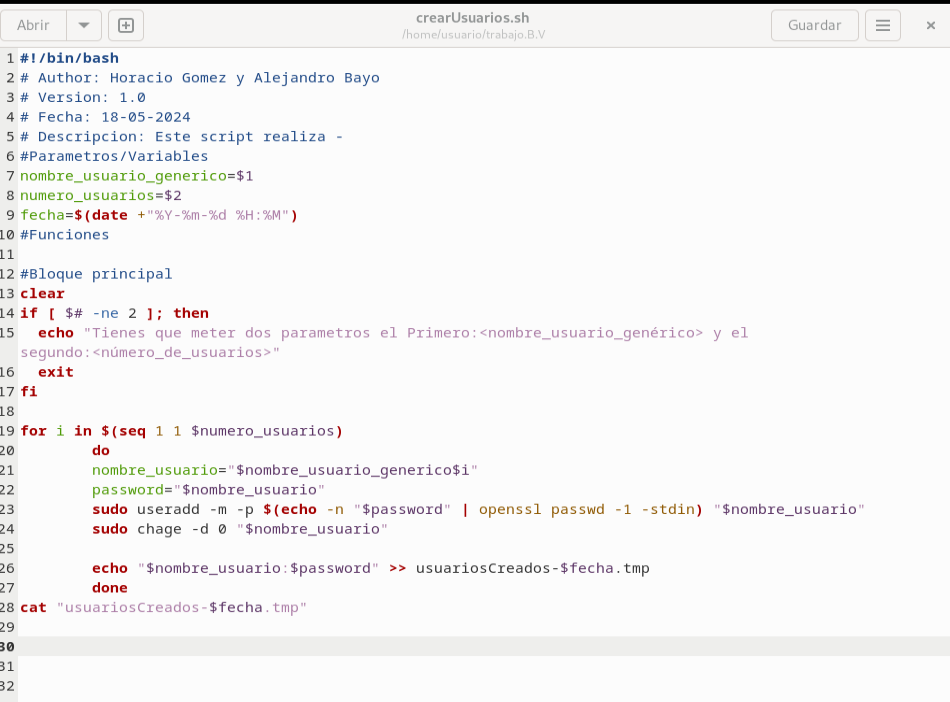 Abrir
crearUsuarios.sh
/home/usuario/trabajo.B.V
Guardar
1 #!/bin/bash
2 # Author: Horacio Gomez y Alejandro Bayo
3 # Version: 1.0
4 # Fecha: 18-05-2024
5 # Descripcion: Este script realiza -
6 #Parametros/Variables
7 nombre_usuario_generico=$1
8 numero_usuarios=$2
9 fecha=$(date +"%Y-%m-%d %H:%M")
10 #Funciones
11
12 #Bloque principal
13 clear
14 if [ $# -ne 2 ]; then
15   echo "Tienes que meter dos parametros el Primero:<nombre_usuario_genérico> y el
segundo:<número_de_usuarios>"
16   exit
17 fi
18
19 for i in $(seq 1 1 $numero_usuarios)
20         do
21         nombre_usuario="$nombre_usuario_generico$i"
22         password="$nombre_usuario"
23         sudo useradd -m -p $(echo -n "$password" | openssl passwd -1 -stdin) "$nombre_usuario"
24         sudo chage -d 0 "$nombre_usuario"
25
26         echo "$nombre_usuario:$password" >> usuariosCreados-$fecha.tmp
27         done
28 cat "usuariosCreados-$fecha.tmp"
29
30
31
32